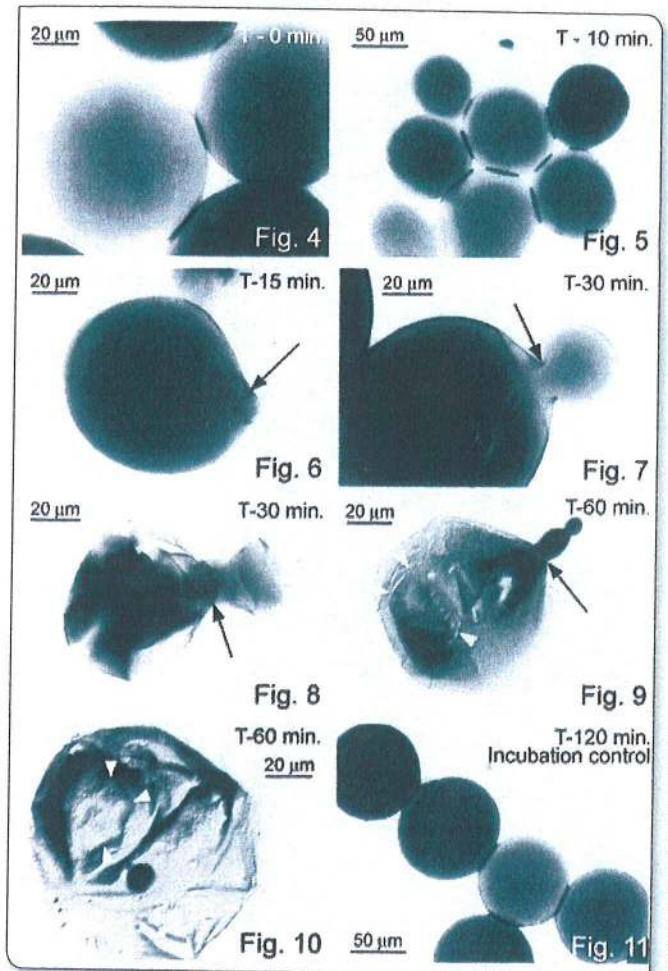 20 µm
T - 0 min.
Fig. 4
50 µm
T - 10 min.
Fig. 5
20 µm
T-15 min.
Fig. 6
20 µm
T-30 min.
Fig. 7
20 µm
T-30 min.
Fig. 8
20 µm
T-60 min.
Fig. 9
T-60 min.
20 µm
Fig. 10
T-120 min.
Incubation control
50 µm
Fig. 11